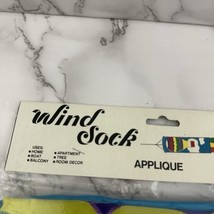 Wind
Sock
USES:
• HOME • APARTMENT
• BOAT • TREE
• BALCONY • ROOM DECOR
APPLIQUE